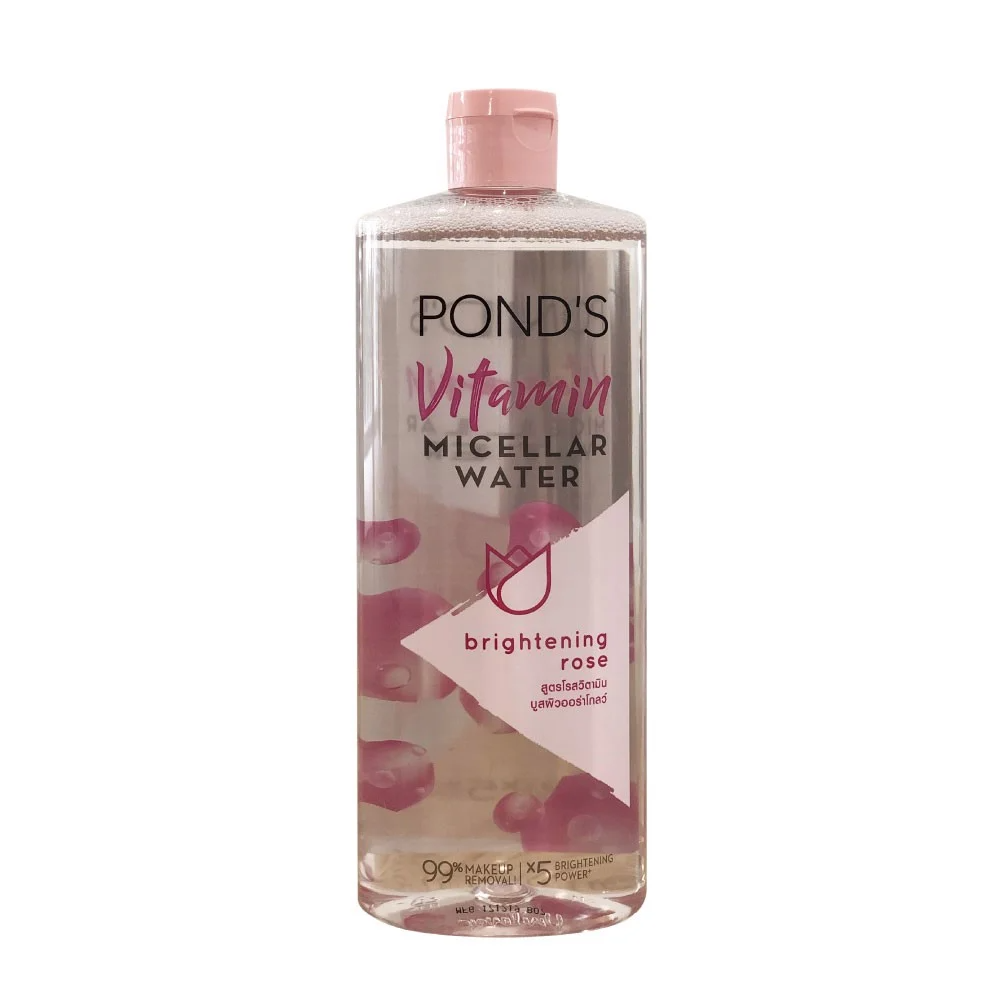 POND'S
Vitamin
MICELLAR
WATER
brightening
rose
สูตรโรสวิตามิน
บูสผิวออร่าโกลว์
99% MAKEUP REMOVAL! | x5 BRIGHTENING POWER+